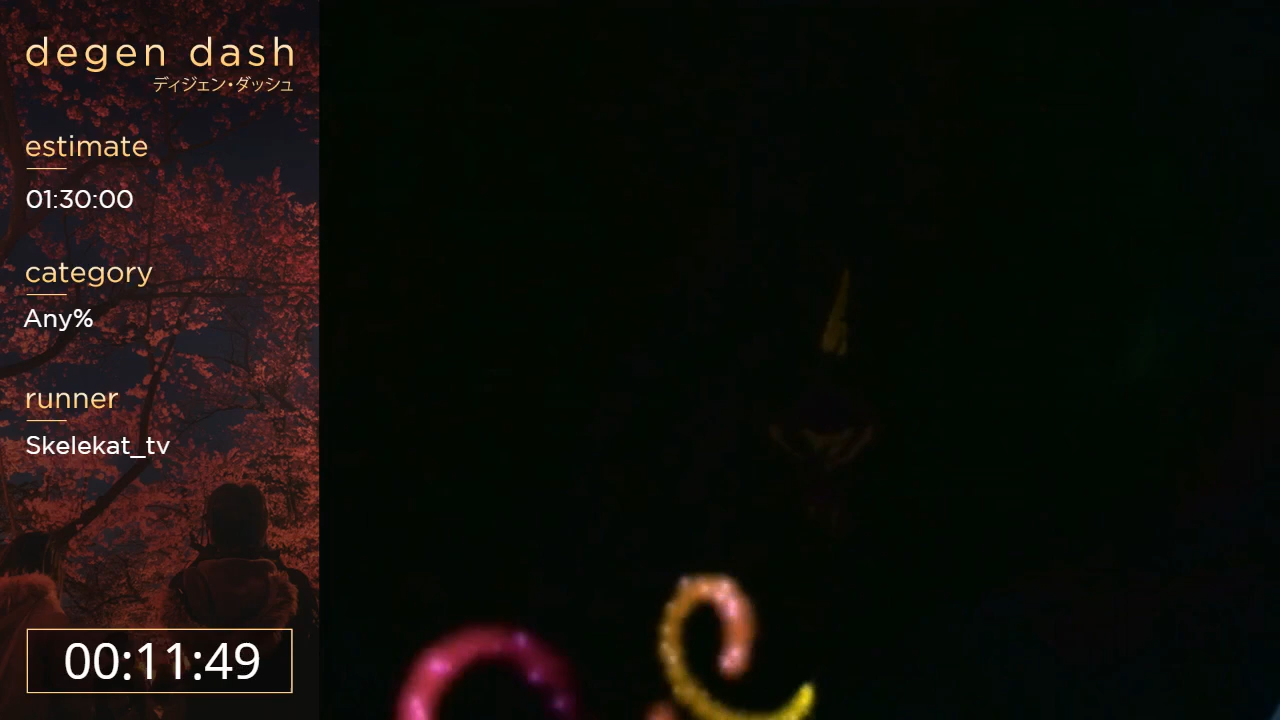 degen dash
ディジェン・ダッシュ
estimate
01:30:00
category
Any%
runner
Skelekat_tv
00:11:49